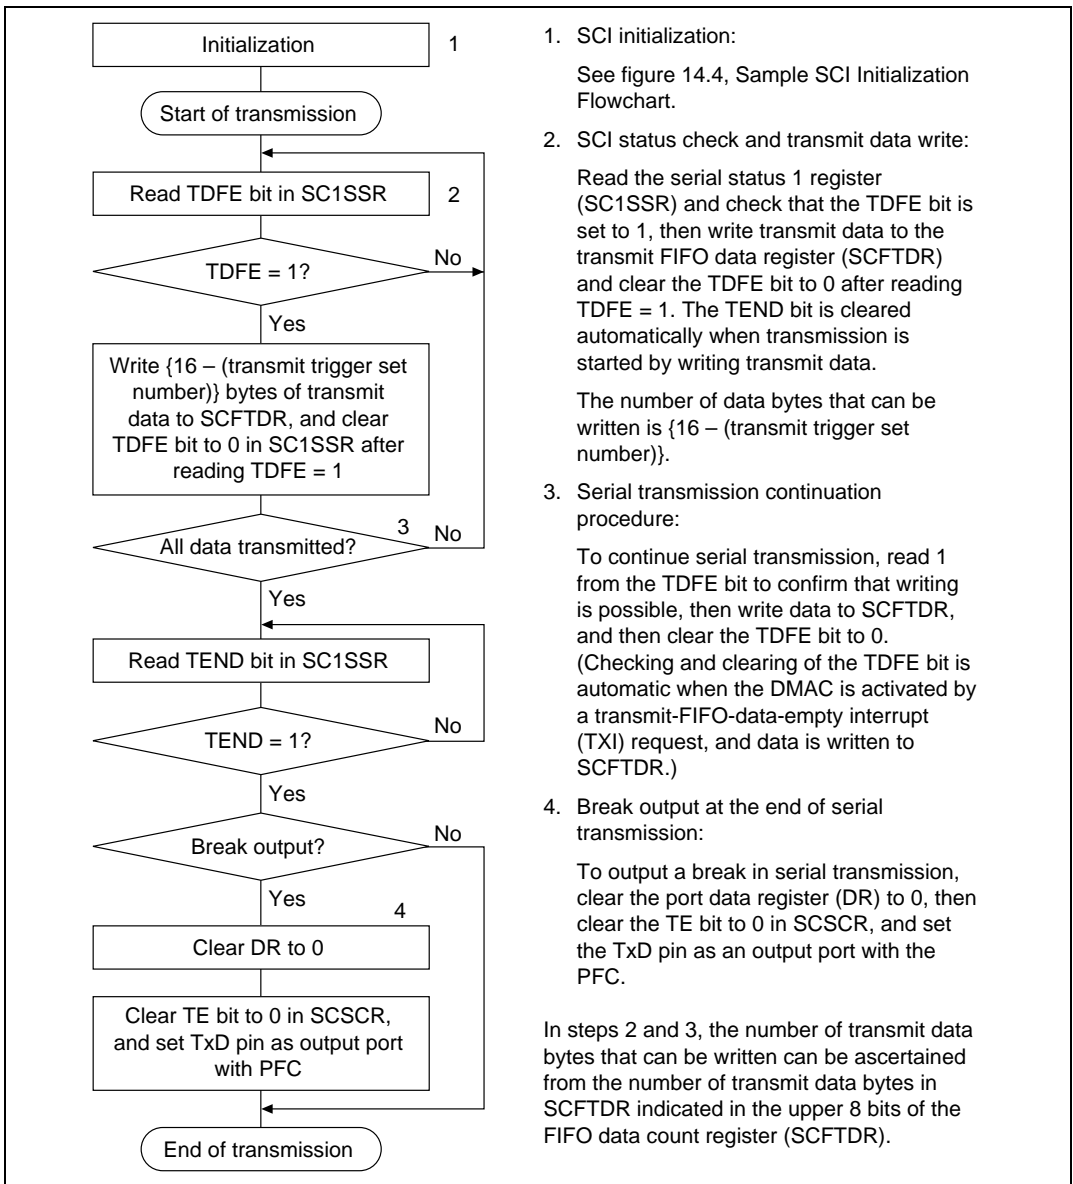 Initialization
1
Start of transmission
Read TDFE bit in SC1SSR
2
TDFE = 1?
No
Yes
Write {16 – (transmit trigger set
number)} bytes of transmit
data to SCFTDR, and clear
TDFE bit to 0 in SC1SSR after
reading TDFE = 1
3
All data transmitted?
No
Yes
Read TEND bit in SC1SSR
TEND = 1?
No
Yes
Break output?
No
Yes
4
Clear DR to 0
Clear TE bit to 0 in SCSCR,
and set TxD pin as output port
with PFC
End of transmission
1. SCI initialization:
See figure 14.4, Sample SCI Initialization
Flowchart.
2. SCI status check and transmit data write:
Read the serial status 1 register
(SC1SSR) and check that the TDFE bit is
set to 1, then write transmit data to the
transmit FIFO data register (SCFTDR)
and clear the TDFE bit to 0 after reading
TDFE = 1. The TEND bit is cleared
automatically when transmission is
started by writing transmit data.
The number of data bytes that can be
written is {16 – (transmit trigger set
number)}.
3. Serial transmission continuation
procedure:
To continue serial transmission, read 1
from the TDFE bit to confirm that writing
is possible, then write data to SCFTDR,
and then clear the TDFE bit to 0.
(Checking and clearing of the TDFE bit is
automatic when the DMAC is activated by
a transmit-FIFO-data-empty interrupt
(TXI) request, and data is written to
SCFTDR.)
4. Break output at the end of serial
transmission:
To output a break in serial transmission,
clear the port data register (DR) to 0, then
clear the TE bit to 0 in SCSCR, and set
the TxD pin as an output port with the
PFC.
In steps 2 and 3, the number of transmit data
bytes that can be written can be ascertained
from the number of transmit data bytes in
SCFTDR indicated in the upper 8 bits of the
FIFO data count register (SCFTDR).